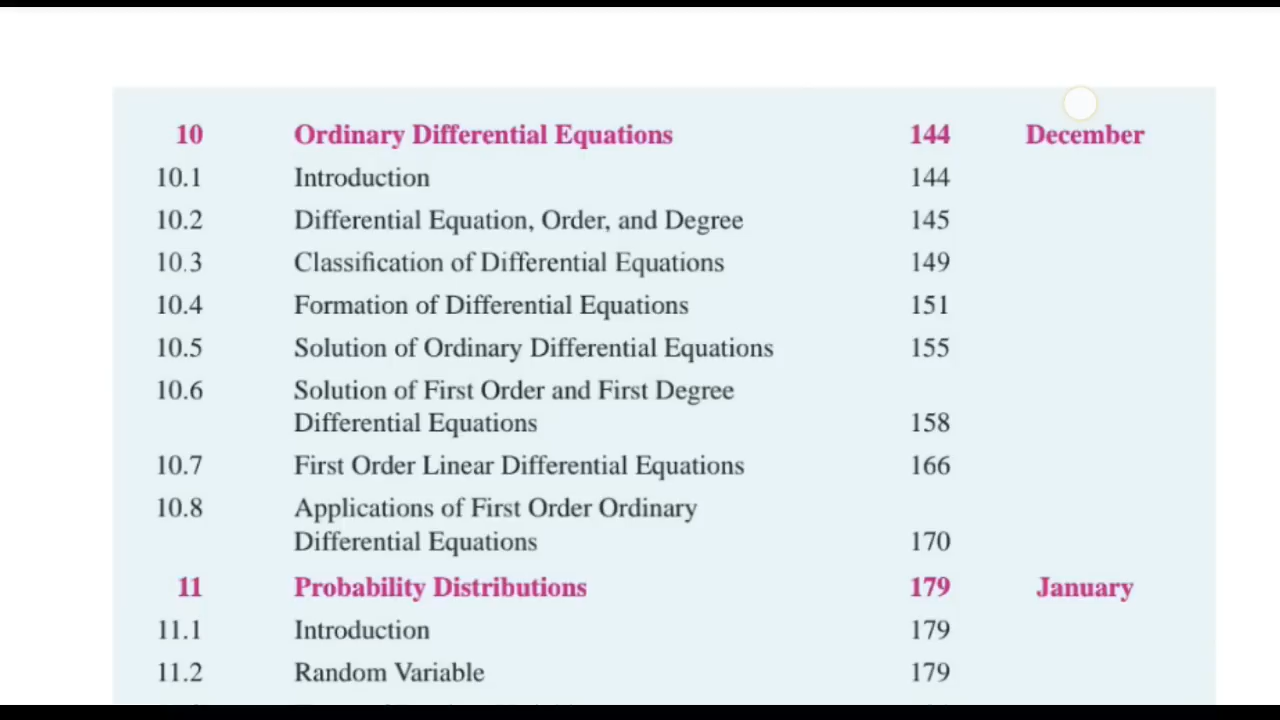 10 Ordinary Differential Equations 144 December
10.1 Introduction 144
10.2 Differential Equation, Order, and Degree 145
10.3 Classification of Differential Equations 149
10.4 Formation of Differential Equations 151
10.5 Solution of Ordinary Differential Equations 155
10.6 Solution of First Order and First Degree
Differential Equations 158
10.7 First Order Linear Differential Equations 166
10.8 Applications of First Order Ordinary
Differential Equations 170
11 Probability Distributions 179 January
11.1 Introduction 179
11.2 Random Variable 179